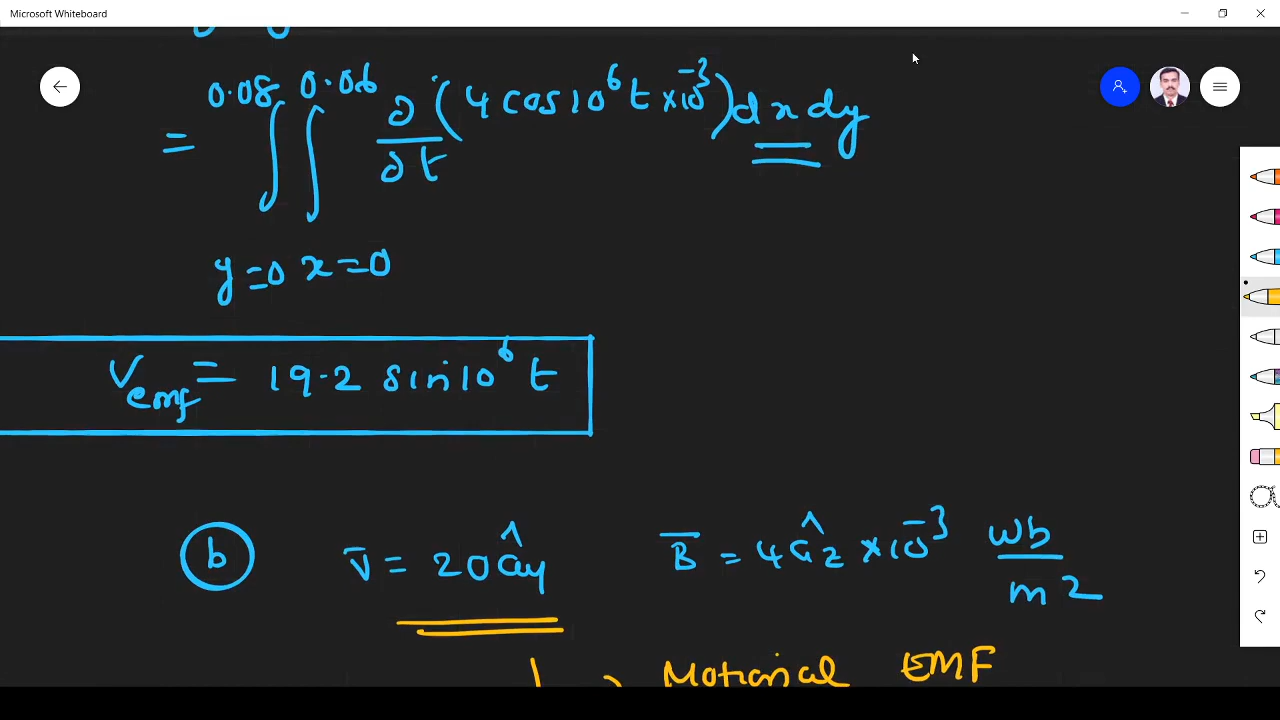 Microsoft Whiteboard
0.08 0.06
= ∫ ∫ ∂/∂t (4 cos 10⁶ t × 10⁻³) dx dy
y=0 x=0
Vemf = 19.2 sin 10⁶ t
b v̄ = 20 ây B̄ = 4 âz × 10⁻³ wb/m2
Motional EMF